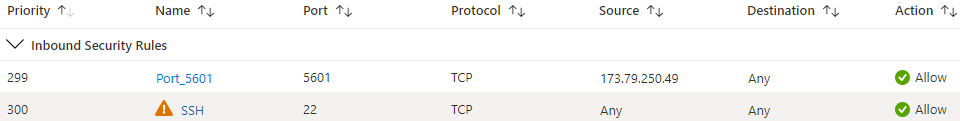 Priority Name Port Protocol Source Destination Action
Inbound Security Rules
299 Port_5601 5601 TCP 173.79.250.49 Any Allow
300 SSH 22 TCP Any Any Allow